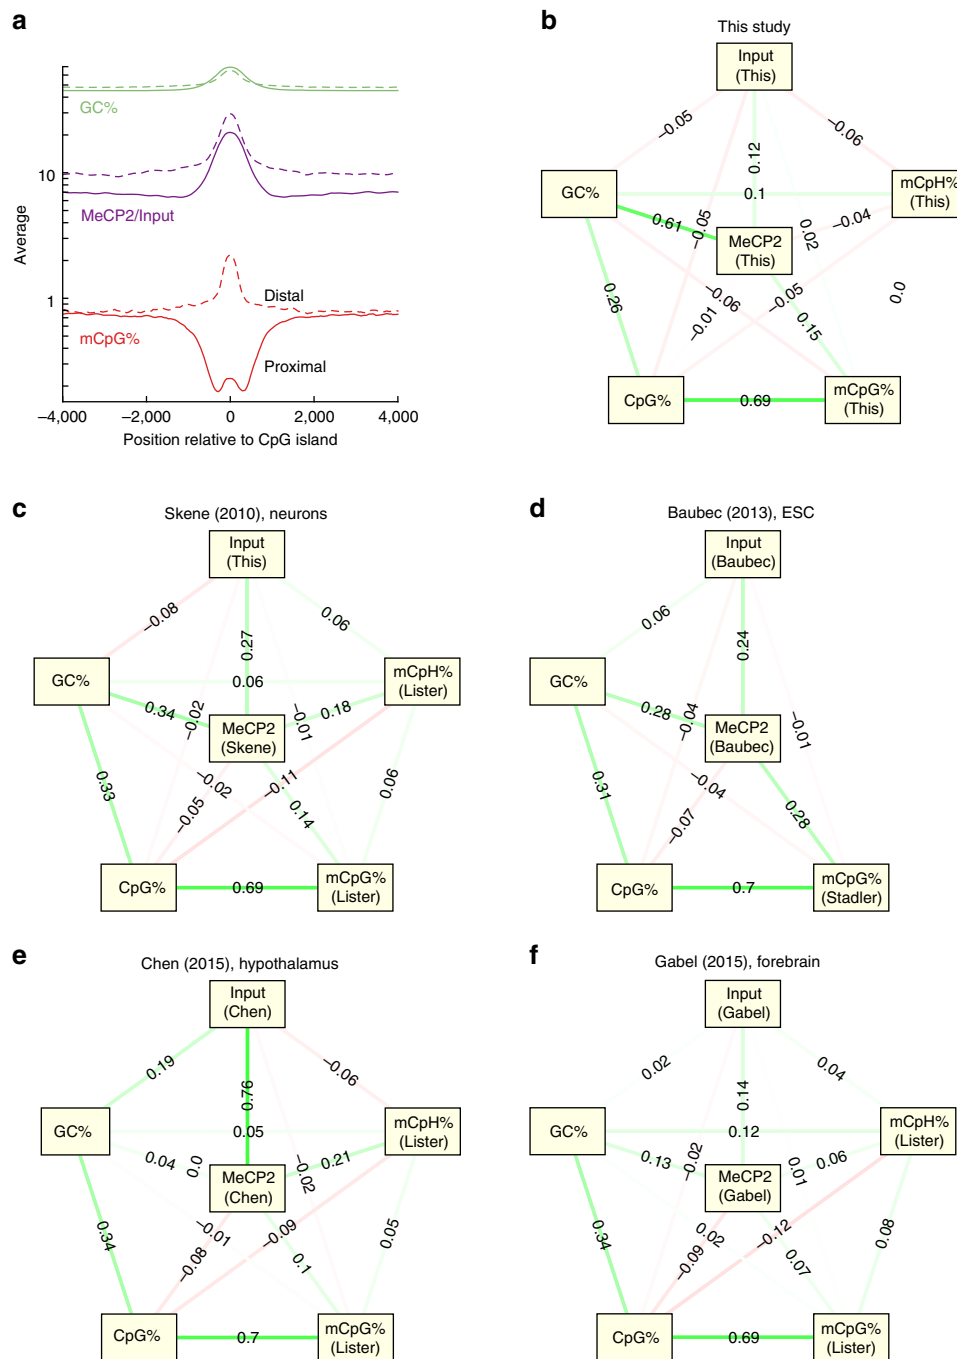 a
GC%
10
MeCP2/Input
Average
1
Distal
mCpG%
Proximal
−4,000
−2,000
0
2,000
4,000
Position relative to CpG island
b
This study
Input
(This)
−0.05
−0.06
0.12
GC%
0.1
mCpH%
(This)
0.61
−0.05
MeCP2
(This)
−0.04
0.02
0.26
−0.06
−0.05
0.0
−0.01
0.15
CpG%
0.69
mCpG%
(This)
c
Skene (2010), neurons
Input
(This)
−0.08
0.06
0.27
GC%
0.06
mCpH%
(Lister)
0.34
−0.02
MeCP2
(Skene)
−0.01
0.18
0.33
−0.02
−0.11
0.06
−0.05
0.14
CpG%
0.69
mCpG%
(Lister)
d
Baubec (2013), ESC
Input
(Baubec)
0.06
0.24
GC%
0.28
−0.04
MeCP2
(Baubec)
−0.01
0.31
−0.04
−0.07
0.28
CpG%
0.7
mCpG%
(Stadler)
e
Chen (2015), hypothalamus
Input
(Chen)
0.19
−0.06
0.76
GC%
0.05
mCpH%
(Lister)
0.04
0.0
MeCP2
(Chen)
−0.02
0.21
0.34
−0.01
−0.09
0.05
−0.08
0.1
CpG%
0.7
mCpG%
(Lister)
f
Gabel (2015), forebrain
Input
(Gabel)
0.02
0.04
0.14
GC%
0.12
mCpH%
(Lister)
0.13
−0.02
MeCP2
(Gabel)
0.01
0.06
0.34
0.02
−0.12
0.08
−0.09
0.07
CpG%
0.69
mCpG%
(Lister)